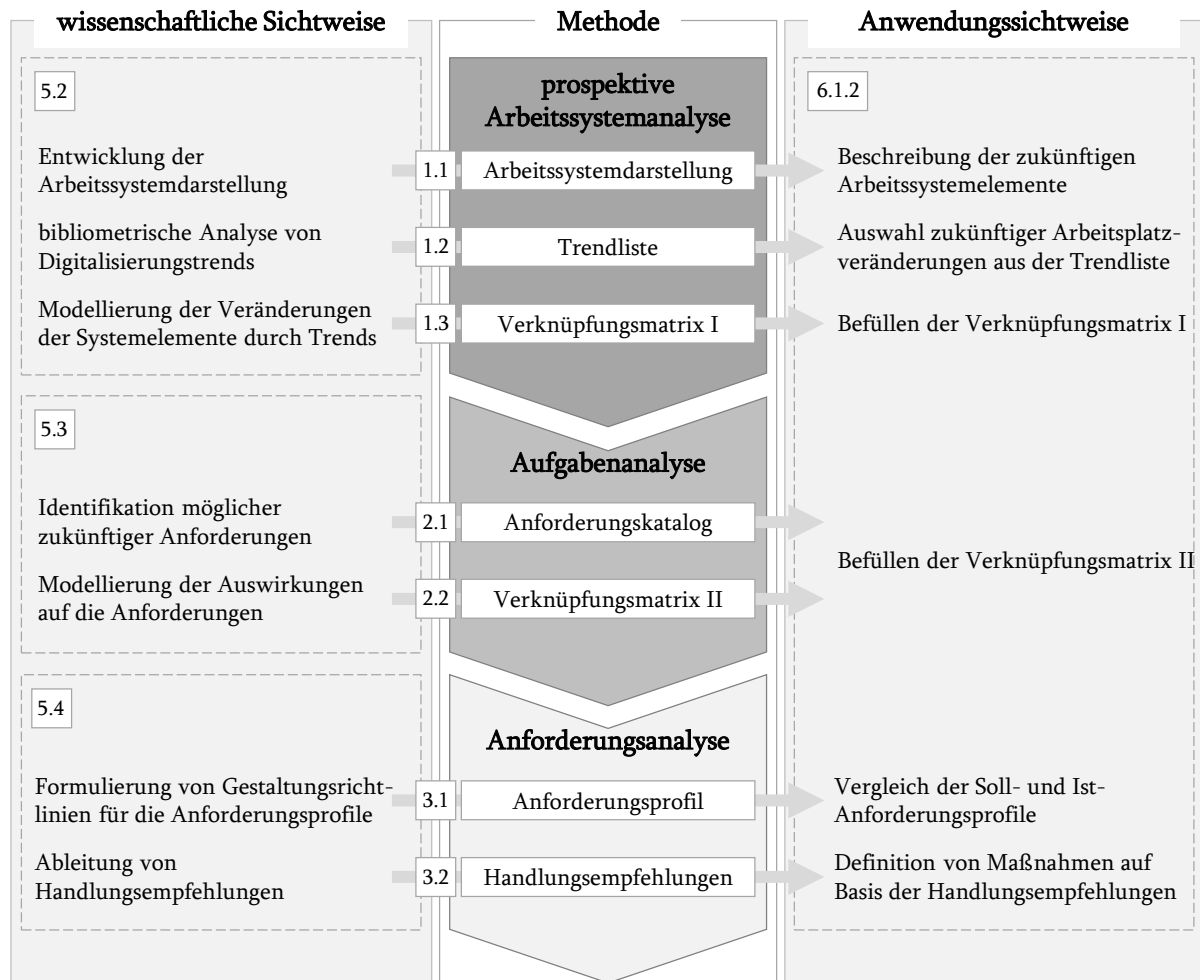 wissenschaftliche Sichtweise
Methode
Anwendungssichtweise
5.2
prospektive
Arbeitssystemanalyse
6.1.2
Entwicklung der
Arbeitssystemdarstellung
1.1
Arbeitssystemdarstellung
Beschreibung der zukünftigen
Arbeitssystemelemente
bibliometrische Analyse von
Digitalisierungstrends
1.2
Trendliste
Auswahl zukünftiger Arbeitsplatz-
veränderungen aus der Trendliste
Modellierung der Veränderungen
der Systemelemente durch Trends
1.3
Verknüpfungsmatrix I
Befüllen der Verknüpfungsmatrix I
5.3
Aufgabenanalyse
Identifikation möglicher
zukünftiger Anforderungen
2.1
Anforderungskatalog
Befüllen der Verknüpfungsmatrix II
Modellierung der Auswirkungen
auf die Anforderungen
2.2
Verknüpfungsmatrix II
5.4
Anforderungsanalyse
Formulierung von Gestaltungsricht-
linien für die Anforderungsprofile
3.1
Anforderungsprofil
Vergleich der Soll- und Ist-
Anforderungsprofile
Ableitung von
Handlungsempfehlungen
3.2
Handlungsempfehlungen
Definition von Maßnahmen auf
Basis der Handlungsempfehlungen